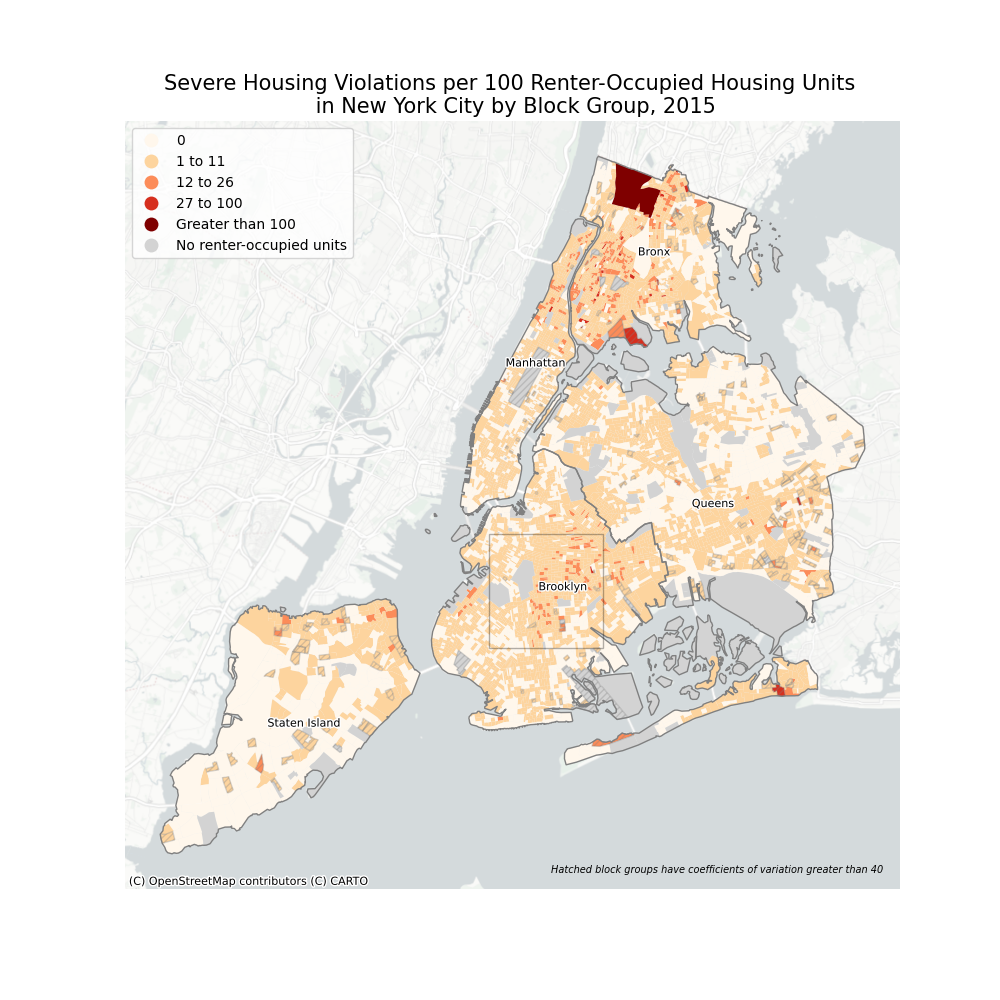 Severe Housing Violations per 100 Renter-Occupied Housing Units
in New York City by Block Group, 2015
0
1 to 11
12 to 26
27 to 100
Greater than 100
No renter-occupied units
Bronx
Manhattan
Queens
Brooklyn
Staten Island
Hatched block groups have coefficients of variation greater than 40
(C) OpenStreetMap contributors (C) CARTO